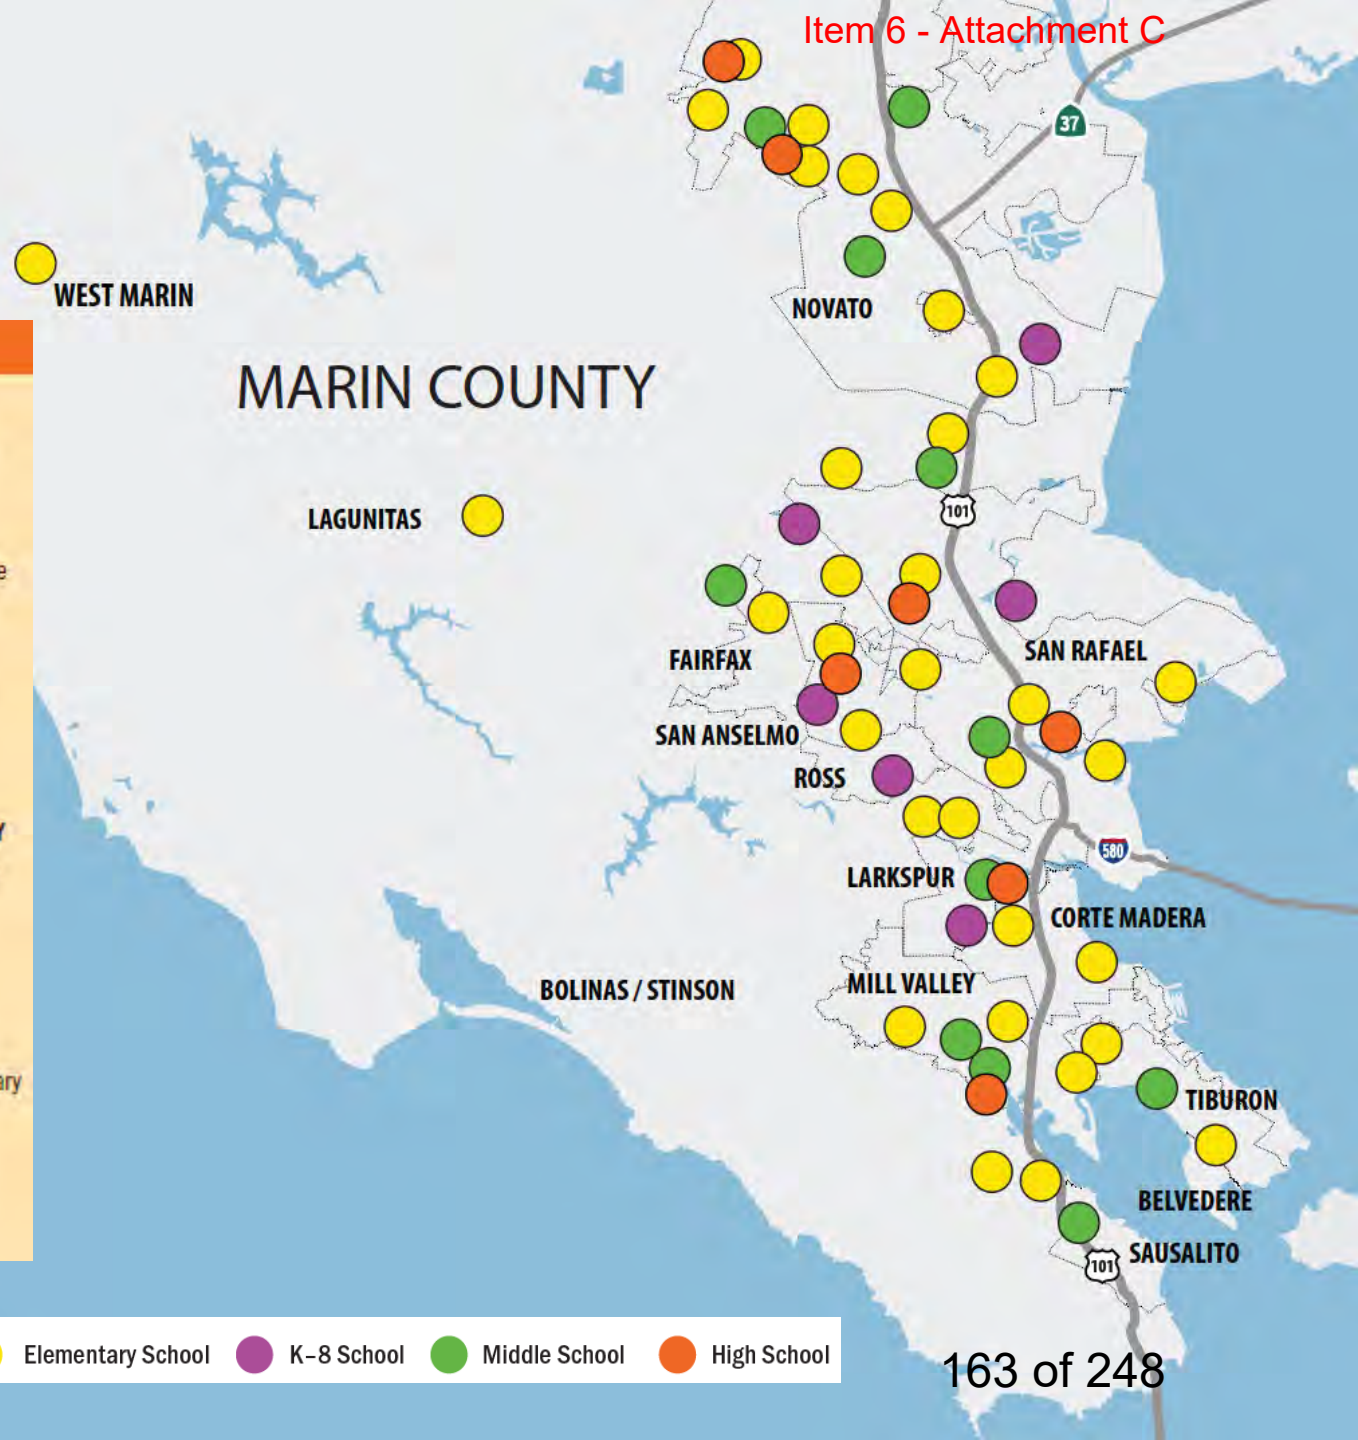 Item 6 - Attachment C
37
WEST MARIN
NOVATO
MARIN COUNTY
LAGUNITAS
101
FAIRFAX
SAN RAFAEL
SAN ANSELMO
ROSS
580
LARKSPUR
CORTE MADERA
MILL VALLEY
BOLINAS / STINSON
TIBURON
BELVEDERE
SAUSALITO
101
Elementary School K–8 School Middle School High School
163 of 248